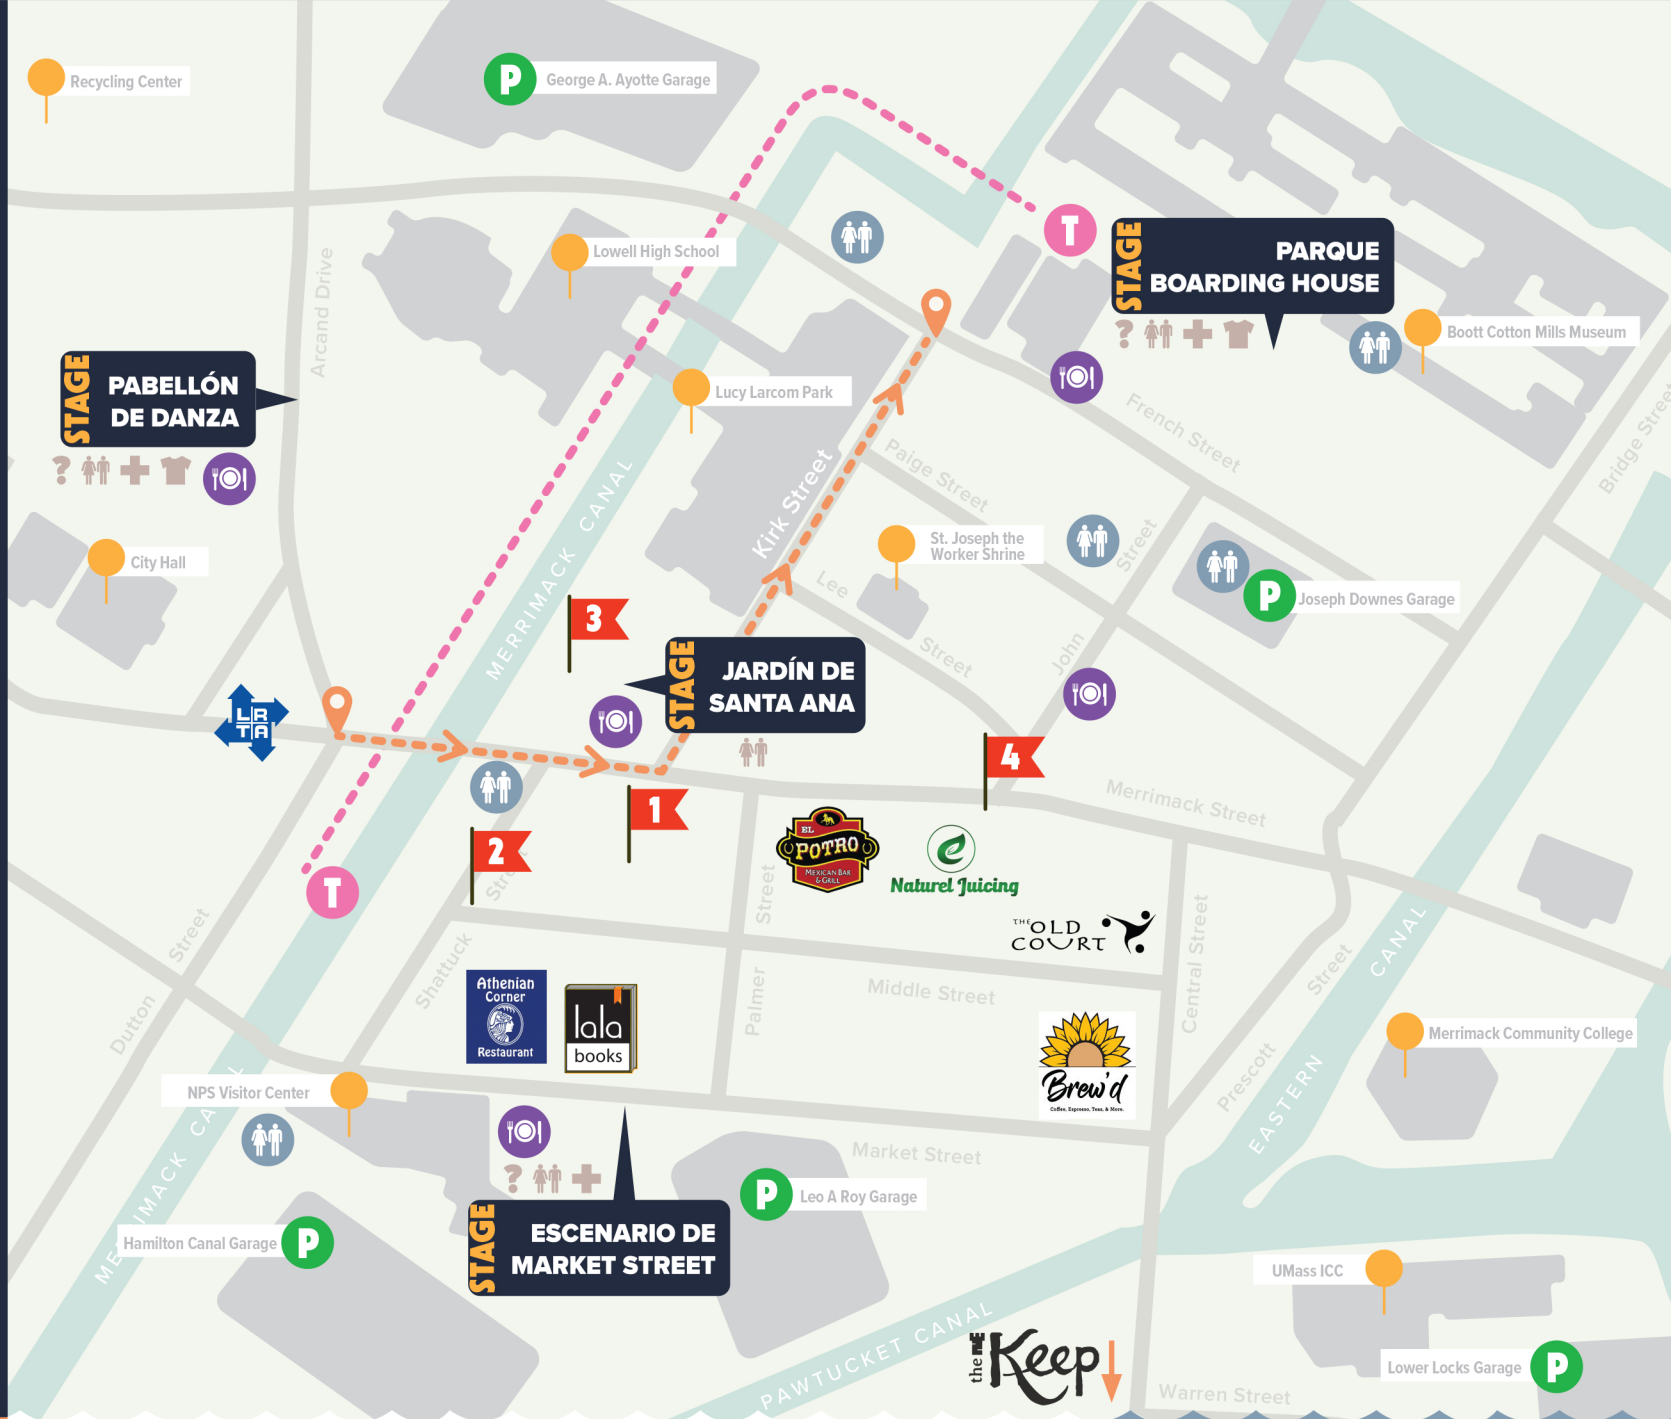 Recycling Center
P
George A. Ayotte Garage
T
STAGE
PARQUE
BOARDING HOUSE
Lowell High School
Arcand Drive
?
Boott Cotton Mills Museum
STAGE
PABELLÓN
DE DANZA
?
Lucy Larcom Park
French Street
Bridge Street
Paige Street
Kirk Street
MERRIMACK CANAL
City Hall
St. Joseph the
Worker Shrine
Street
John
P
Joseph Downes Garage
Lee
Street
3
STAGE
JARDÍN DE
SANTA ANA
LR
TA
4
Merrimack Street
1
2
EL
POTRO
MEXICAN BAR
& GRILL
Naturel Juicing
T
Street
Palmer
THE OLD
COURT
Central Street
Dutton
Street
Shattuck
Middle Street
Athenian
Corner
Restaurant
lala
books
Brew'd
Coffee, Espresso, Teas, & More.
Prescott
Street
EASTERN
CANAL
Merrimack Community College
NPS Visitor Center
MERRIMACK CANAL
?
Market Street
P
Leo A Roy Garage
Hamilton Canal Garage
P
STAGE
ESCENARIO DE
MARKET STREET
UMass ICC
PAWTUCKET CANAL
the
Keep
Warren Street
Lower Locks Garage
P